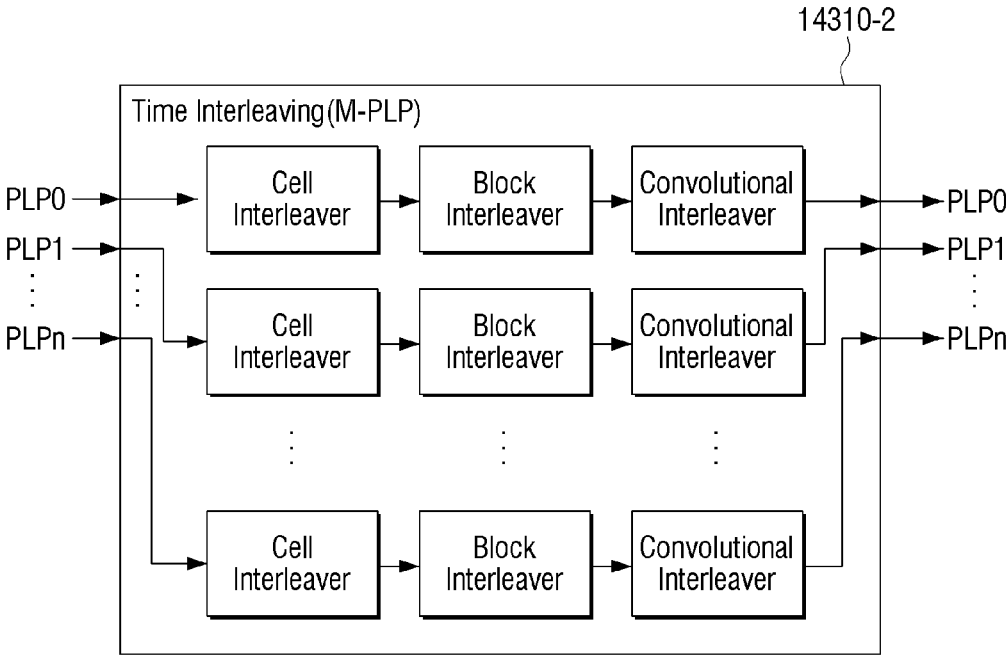 14310-2
Time Interleaving(M-PLP)
PLP0
Cell
Interleaver
Block
Interleaver
Convolutional
Interleaver
PLP0
PLP1
PLP1
PLPn
Cell
Interleaver
Block
Interleaver
Convolutional
Interleaver
PLPn
Cell
Interleaver
Block
Interleaver
Convolutional
Interleaver